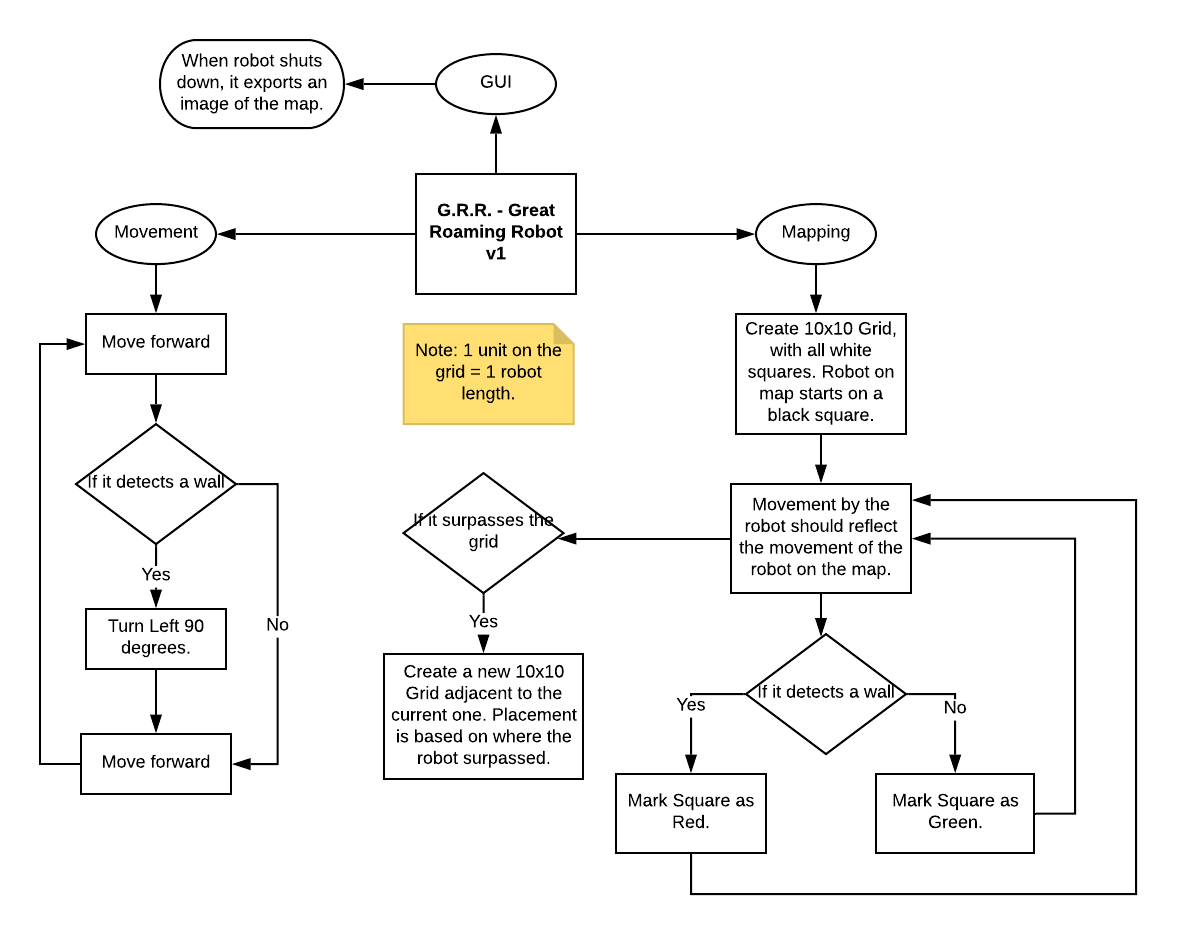 When robot shuts
down, it exports an
image of the map.
GUI
G.R.R. - Great
Roaming Robot
v1
Movement
Mapping
Move forward
Note: 1 unit on the
grid = 1 robot
length.
Create 10x10 Grid,
with all white
squares. Robot on
map starts on a
black square.
If it detects a wall
Yes
No
Turn Left 90
degrees.
Move forward
If it surpasses the
grid
Yes
Create a new 10x10
Grid adjacent to the
current one. Placement
is based on where the
robot surpassed.
Movement by the
robot should reflect
the movement of the
robot on the map.
If it detects a wall
Yes
No
Mark Square as
Red.
Mark Square as
Green.